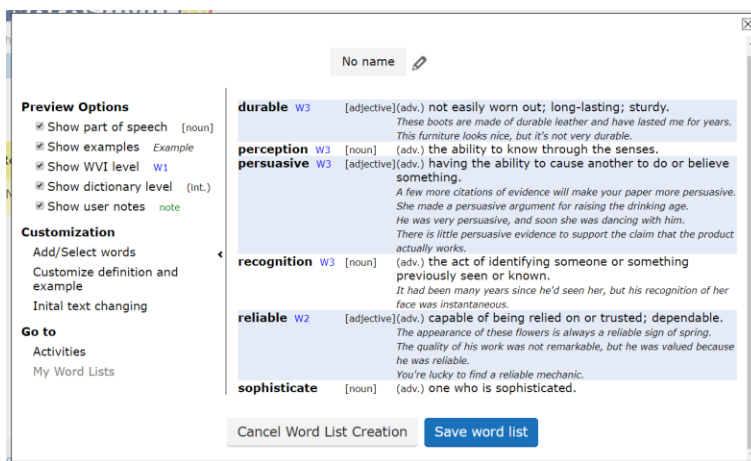 No name
Preview Options
Show part of speech [noun]
Show examples Example
Show WVI level W1
Show dictionary level (int.)
Show user notes note
Customization
Add/Select words
Customize definition and
example
Inital text changing
Go to
Activities
My Word Lists
durable W3 [adjective] (adv.) not easily worn out; long-lasting; sturdy.
These boots are made of durable leather and have lasted me for years.
This furniture looks nice, but it's not very durable.
perception W3 [noun] (adv.) the ability to know through the senses.
persuasive W3 [adjective] (adv.) having the ability to cause another to do or believe
something.
A few more citations of evidence will make your paper more persuasive.
She made a persuasive argument for raising the drinking age.
He was very persuasive, and soon she was dancing with him.
There is little persuasive evidence to support the claim that the product
actually works.
recognition W3 [noun] (adv.) the act of identifying someone or something
previously seen or known.
It had been many years since he'd seen her, but his recognition of her
face was instantaneous.
reliable W2 [adjective] (adv.) capable of being relied on or trusted; dependable.
The appearance of these flowers is always a reliable sign of spring.
The quality of his work was not remarkable, but he was valued because
he was reliable.
You're lucky to find a reliable mechanic.
sophisticate [noun] (adv.) one who is sophisticated.
Cancel Word List Creation
Save word list